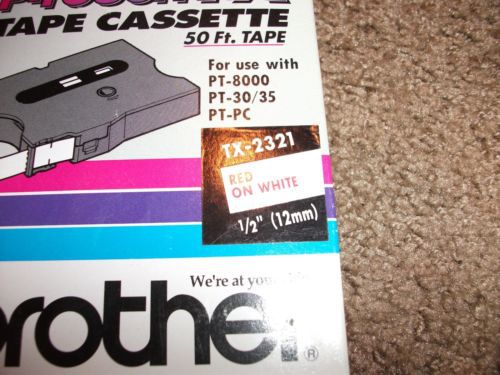 TAPE CASSETTE
50 Ft. TAPE
For use with
PT-8000
PT-30/35
PT-PC
TX-2321
RED
ON WHITE
1/2" (12mm)
We're at your
brother®